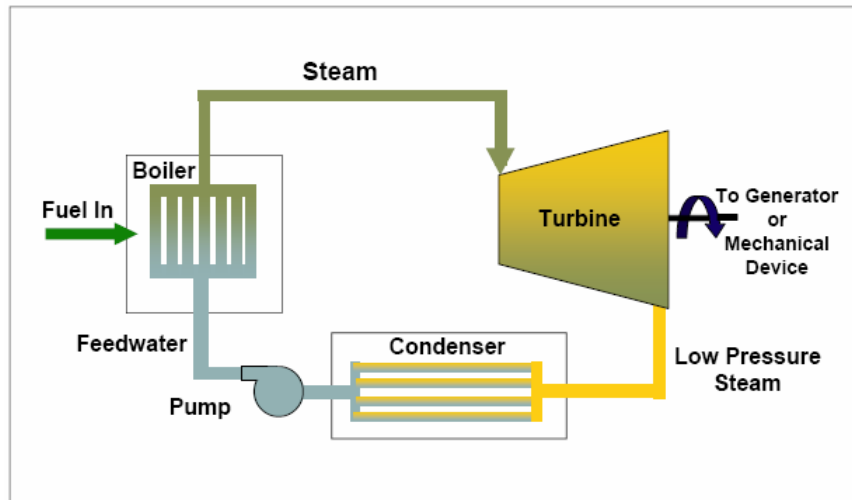 Steam
Boiler
Fuel In
Turbine
To Generator
or
Mechanical
Device
Feedwater
Condenser
Low Pressure
Steam
Pump